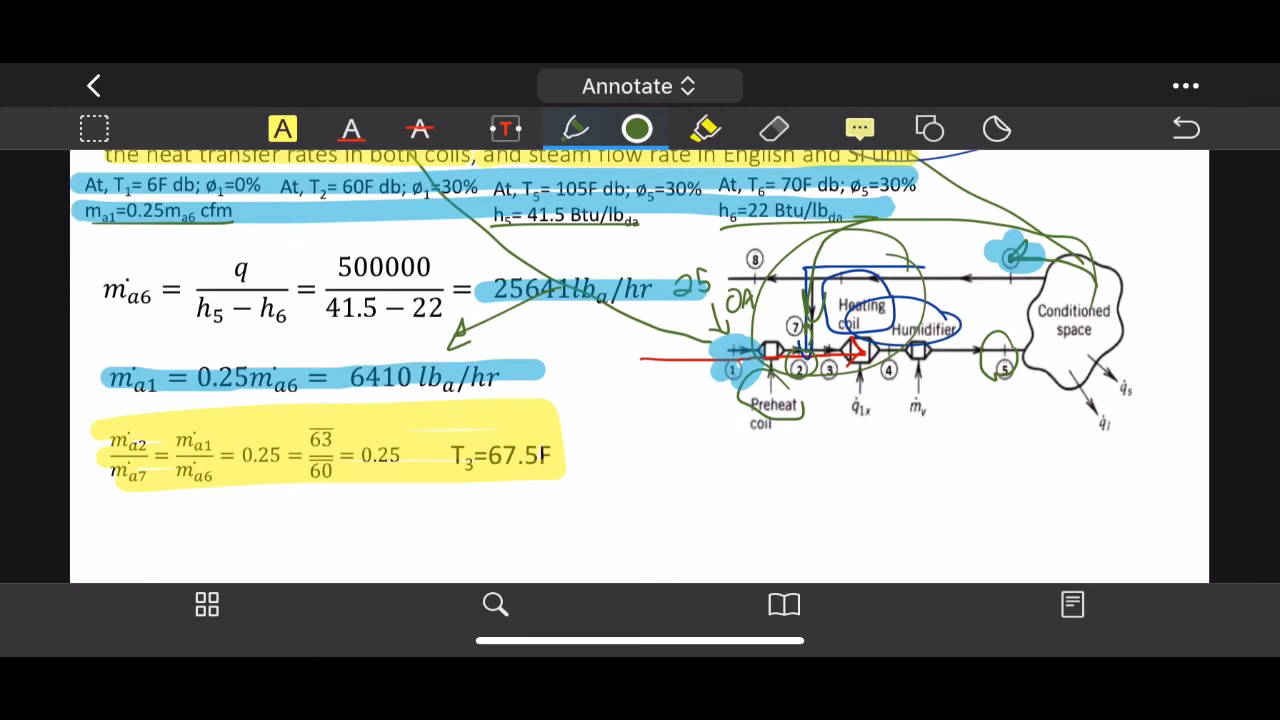 Annotate
A A A T
the heat transfer rates in both coils, and steam flow rate in English and SI unit
At, T₁= 6F db; ø₁=0% At, T₂= 60F db; ø₁=30% At, T₅= 105F db; ø₅=30% At, T₆= 70F db; ø₅=30%
mₐ₁=0.25mₐ₆ cfm h₅= 41.5 Btu/lb_da h₆=22 Btu/lb_da
ṁₐ₆ = q / (h₅ − h₆) = 500000 / (41.5 − 22) = 25641lbₐ/hr 25
ṁₐ₁ = 0.25ṁₐ₆ = 6410 lbₐ/hr
ṁₐ₂ / ṁₐ₇ = ṁₐ₁ / ṁₐ₆ = 0.25 = 63 / 60 = 0.25 T₃=67.5F
8
OA
Heating coil
7
Humidifier
Conditioned space
1 2 3 4 5
Preheat coil
q̇₁ₓ
ṁᵥ
q̇ₛ
q̇ₗ